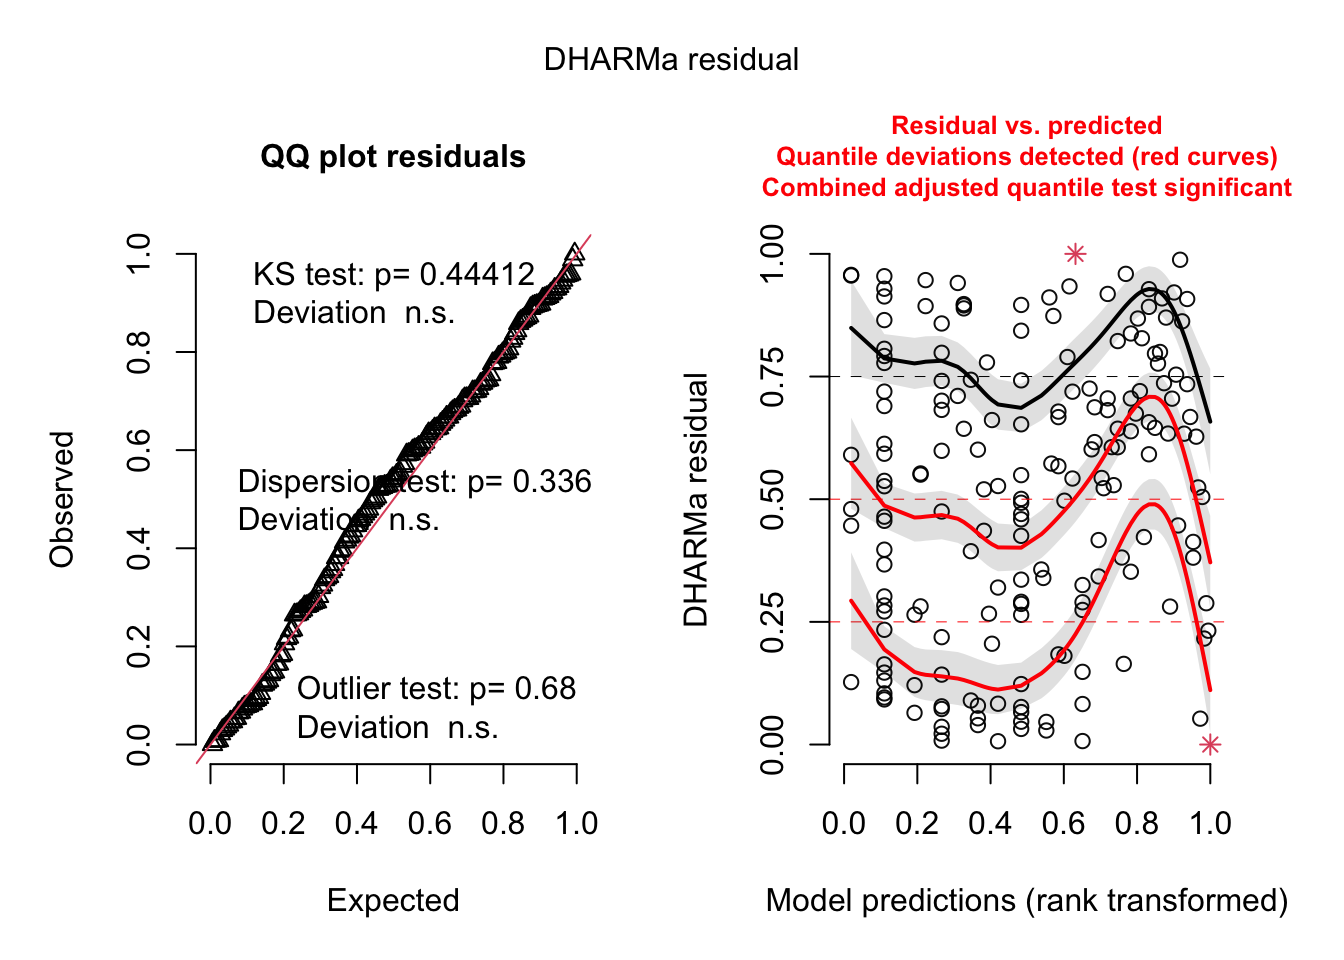 DHARMa residual
QQ plot residuals
KS test: p= 0.44412
Deviation n.s.
Dispersion test: p= 0.336
Deviation n.s.
Outlier test: p= 0.68
Deviation n.s.
Observed
0.0 0.2 0.4 0.6 0.8 1.0
0.0 0.2 0.4 0.6 0.8 1.0
Expected
Residual vs. predicted
Quantile deviations detected (red curves)
Combined adjusted quantile test significant
DHARMa residual
0.00 0.25 0.50 0.75 1.00
0.0 0.2 0.4 0.6 0.8 1.0
Model predictions (rank transformed)